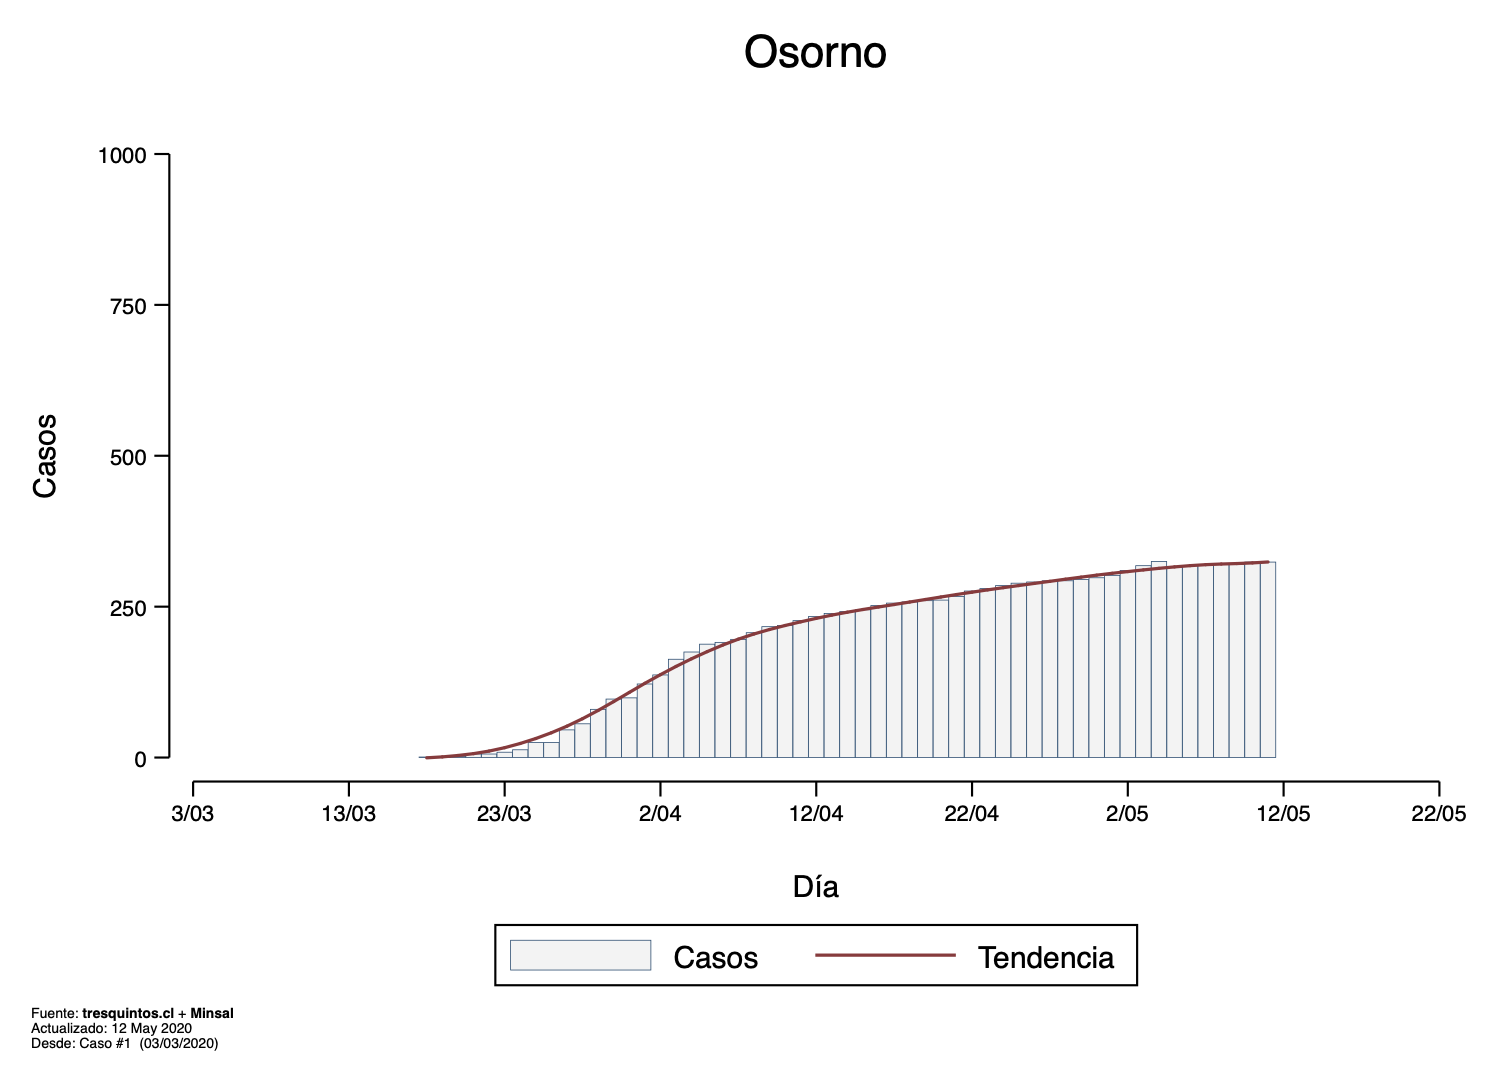 Osorno
1000
750
500
250
0
Casos
3/03 13/03 23/03 2/04 12/04 22/04 2/05 12/05 22/05
Día
Casos Tendencia
Fuente: tresquintos.cl + Minsal
Actualizado: 12 May 2020
Desde: Caso #1 (03/03/2020)